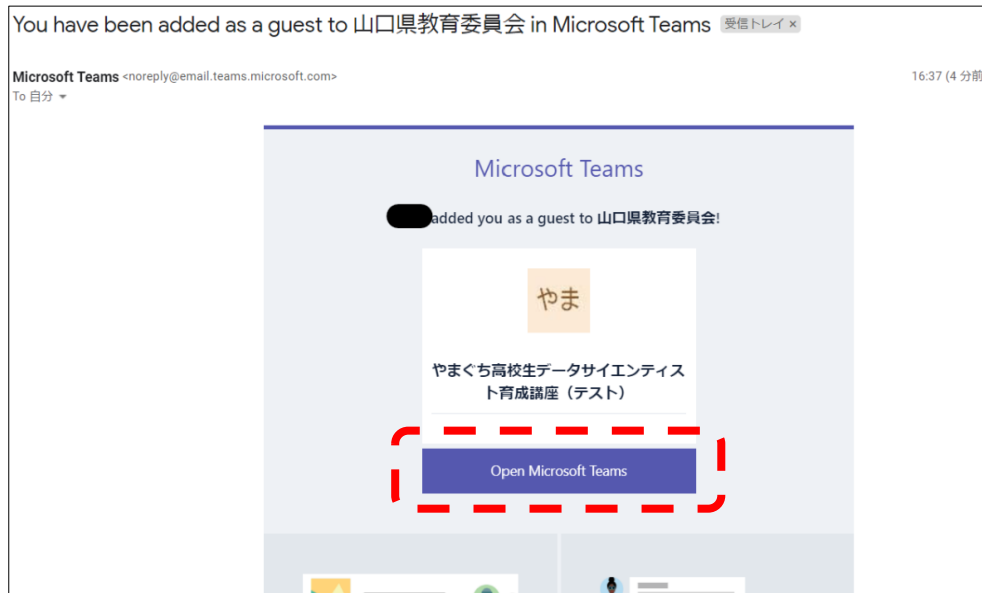 You have been added as a guest to 山口県教育委員会 in Microsoft Teams 受信トレイ ×
Microsoft Teams <noreply@email.teams.microsoft.com> 16:37 (4 分前
To 自分
Microsoft Teams
added you as a guest to 山口県教育委員会!
やま
やまぐち高校生データサイエンティス
ト育成講座（テスト）
Open Microsoft Teams